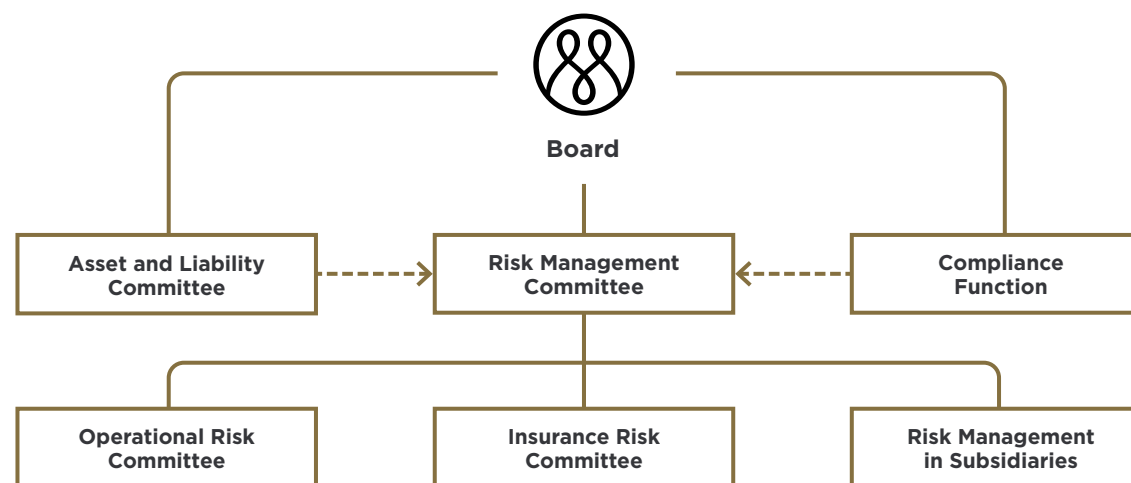 Board
Asset and Liability
Committee
Risk Management
Committee
Compliance
Function
Operational Risk
Committee
Insurance Risk
Committee
Risk Management
in Subsidiaries